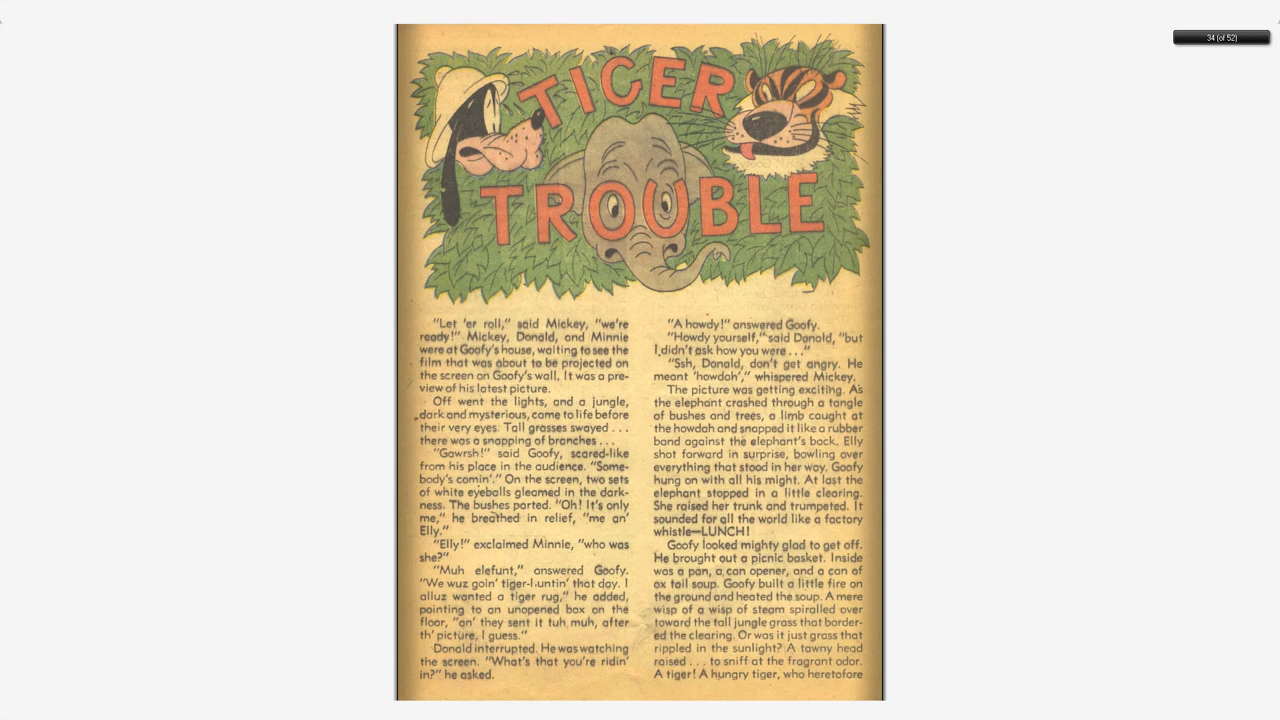 34 (of 52)
TIGER
TROUBLE
"Let 'er roll," said Mickey, "we're
ready!" Mickey, Donald, and Minnie
were at Goofy's house, waiting to see the
film that was about to be projected on
the screen on Goofy's wall. It was a pre-
view of his latest picture.
Off went the lights, and a jungle,
dark and mysterious, came to life before
their very eyes. Tall grasses swayed . . .
there was a snapping of branches . . .
"Gawrsh!" said Goofy, scared-like
from his place in the audience. "Some-
body's comin'." On the screen, two sets
of white eyeballs gleamed in the dark-
ness. The bushes parted. "Oh! It's only
me," he breathed in relief, "me an'
Elly."
"Elly!" exclaimed Minnie, "who was
she?"
"Muh elefunt," answered Goofy.
"We wuz goin' tiger-huntin' that day. I
alluz wanted a tiger rug," he added,
pointing to an unopened box on the
floor, "an' they sent it tuh muh, after
th' picture, I guess."
Donald interrupted. He was watching
the screen. "What's that you're ridin'
in?" he asked.
"A howdy!" answered Goofy.
"Howdy yourself," said Donald, "but
I didn't ask how you were . . ."
"Ssh, Donald, don't get angry. He
meant 'howdah'," whispered Mickey.
The picture was getting exciting. As
the elephant crashed through a tangle
of bushes and trees, a limb caught at
the howdah and snapped it like a rubber
band against the elephant's back. Elly
shot forward in surprise, bowling over
everything that stood in her way. Goofy
hung on with all his might. At last the
elephant stopped in a little clearing.
She raised her trunk and trumpeted. It
sounded for all the world like a factory
whistle—LUNCH!
Goofy looked mighty glad to get off.
He brought out a picnic basket. Inside
was a pan, a can opener, and a can of
ox tail soup. Goofy built a little fire on
the ground and heated the soup. A mere
wisp of a wisp of steam spiralled over
toward the tall jungle grass that border-
ed the clearing. Or was it just grass that
rippled in the sunlight? A tawny head
raised . . . to sniff at the fragrant odor.
A tiger! A hungry tiger, who heretofore